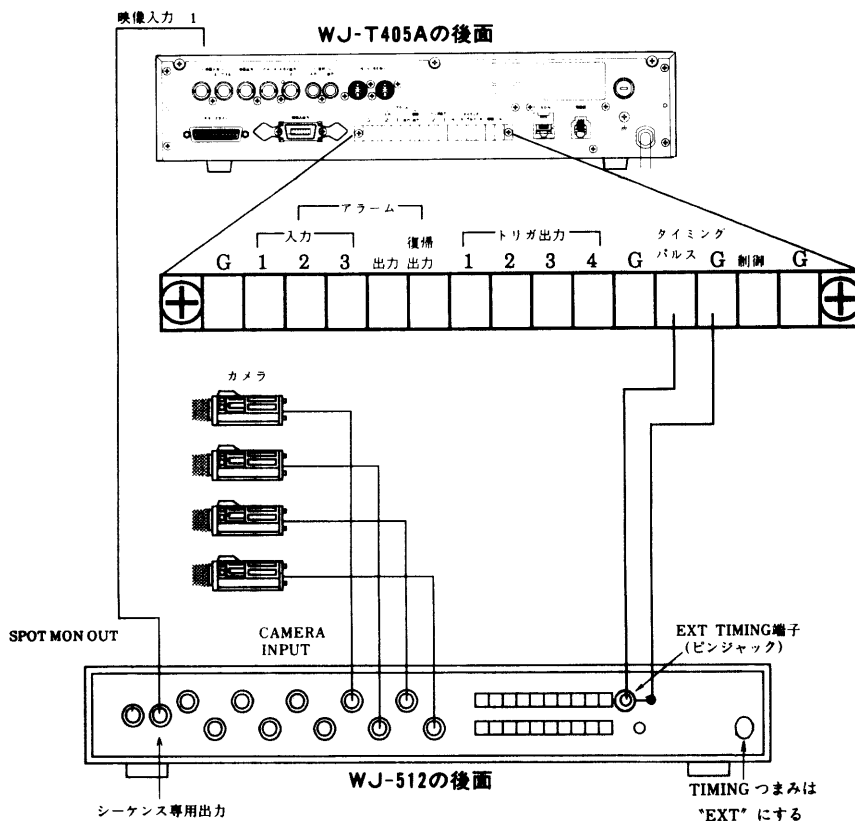 映像入力 1
WJ-T405Aの後面
アラーム
入力
復帰
トリガ出力
タイミング
パルス
G 1 2 3 出力 出力 1 2 3 4 G G 制御 G
カメラ
SPOT MON OUT
CAMERA
INPUT
EXT TIMING端子
(ピンジャック)
WJ-512の後面
シーケンス専用出力
TIMING つまみは
"EXT" にする